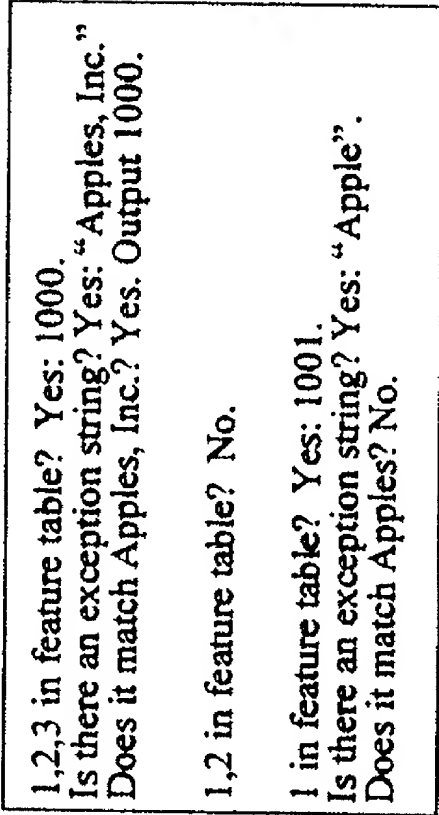 1,2,3 in feature table? Yes: 1000.
Is there an exception string? Yes: “Apples, Inc.”
Does it match Apples, Inc.? Yes. Output 1000.
1,2 in feature table? No.
1 in feature table? Yes: 1001.
Is there an exception string? Yes: “Apple”.
Does it match Apples? No.